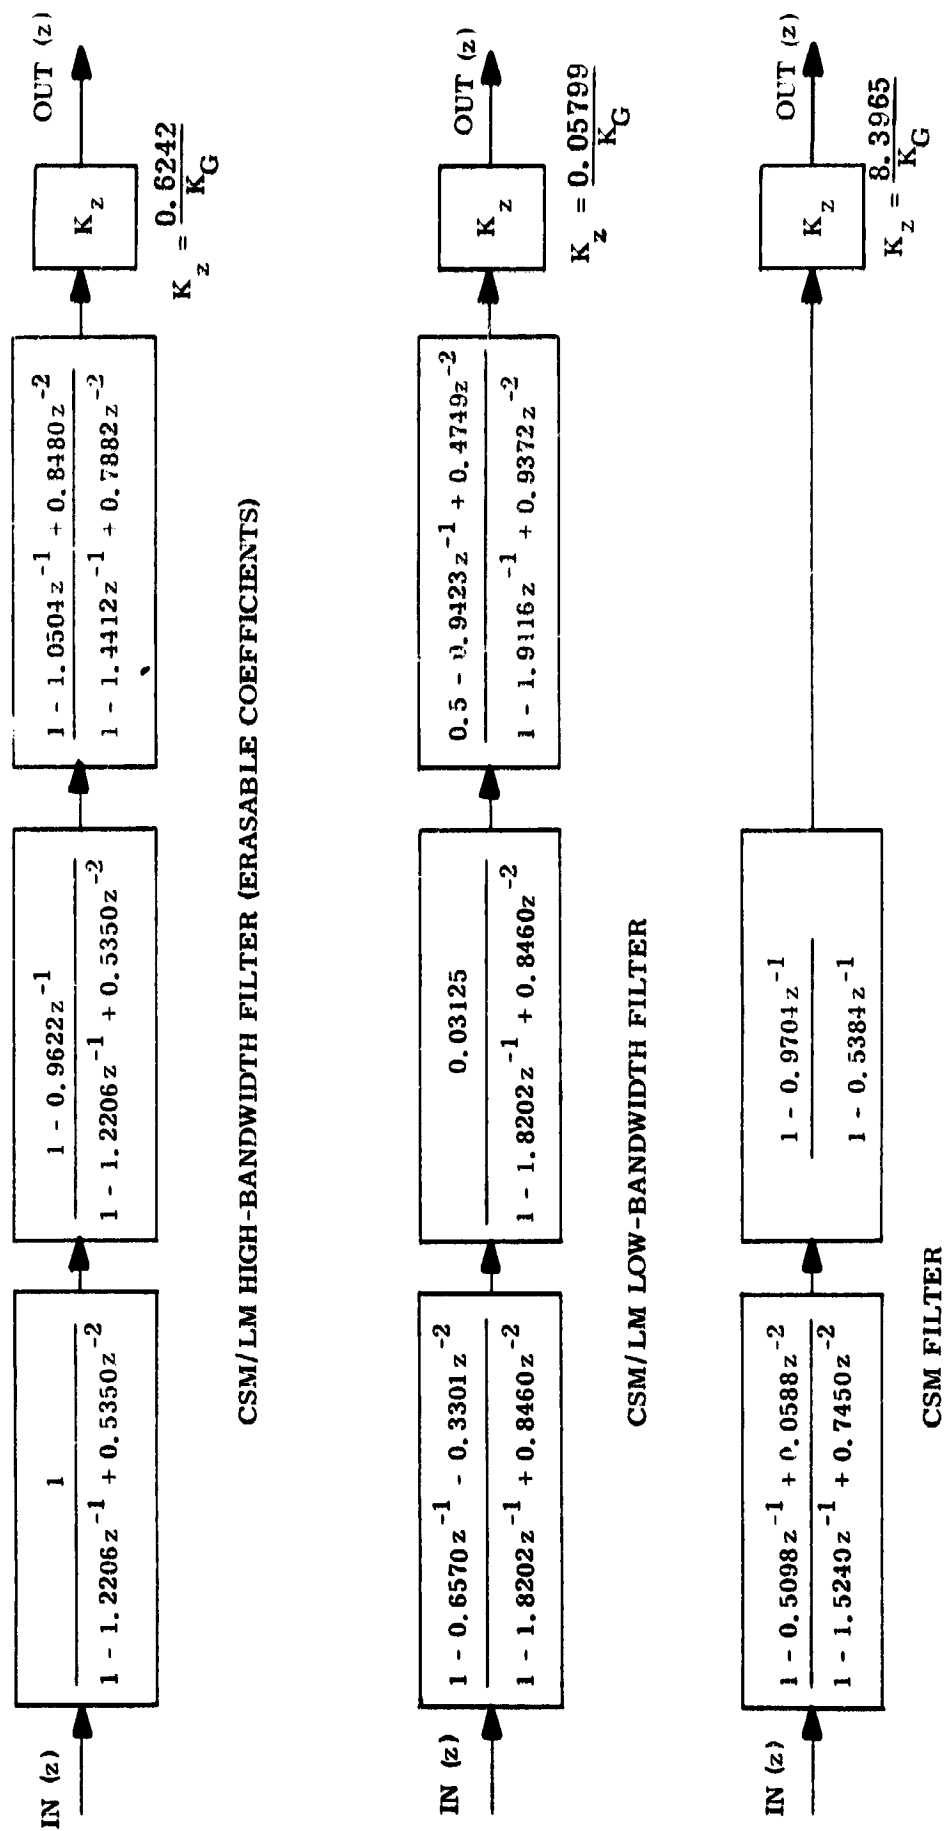 IN (z)
1
1 - 1.2206z⁻¹ + 0.5350z⁻²
1 - 0.9622z⁻¹
1 - 1.2206z⁻¹ + 0.5350z⁻²
1 - 1.0504z⁻¹ + 0.8480z⁻²
1 - 1.4412z⁻¹ + 0.7882z⁻²
K_z
OUT (z)
K_z = 0.6242 / K_G
CSM/LM HIGH-BANDWIDTH FILTER (ERASABLE COEFFICIENTS)
IN (z)
1 - 0.6570z⁻¹ - 0.3301z⁻²
1 - 1.8202z⁻¹ + 0.8460z⁻²
0.03125
1 - 1.8202z⁻¹ + 0.8460z⁻²
0.5 - 0.9423z⁻¹ + 0.4749z⁻²
1 - 1.9116z⁻¹ + 0.9372z⁻²
K_z
OUT (z)
K_z = 0.05799 / K_G
CSM/LM LOW-BANDWIDTH FILTER
IN (z)
1 - 0.5098z⁻¹ + 0.0588z⁻²
1 - 1.5240z⁻¹ + 0.7450z⁻²
1 - 0.9704z⁻¹
1 - 0.5384z⁻¹
K_z
OUT (z)
K_z = 8.3965 / K_G
CSM FILTER